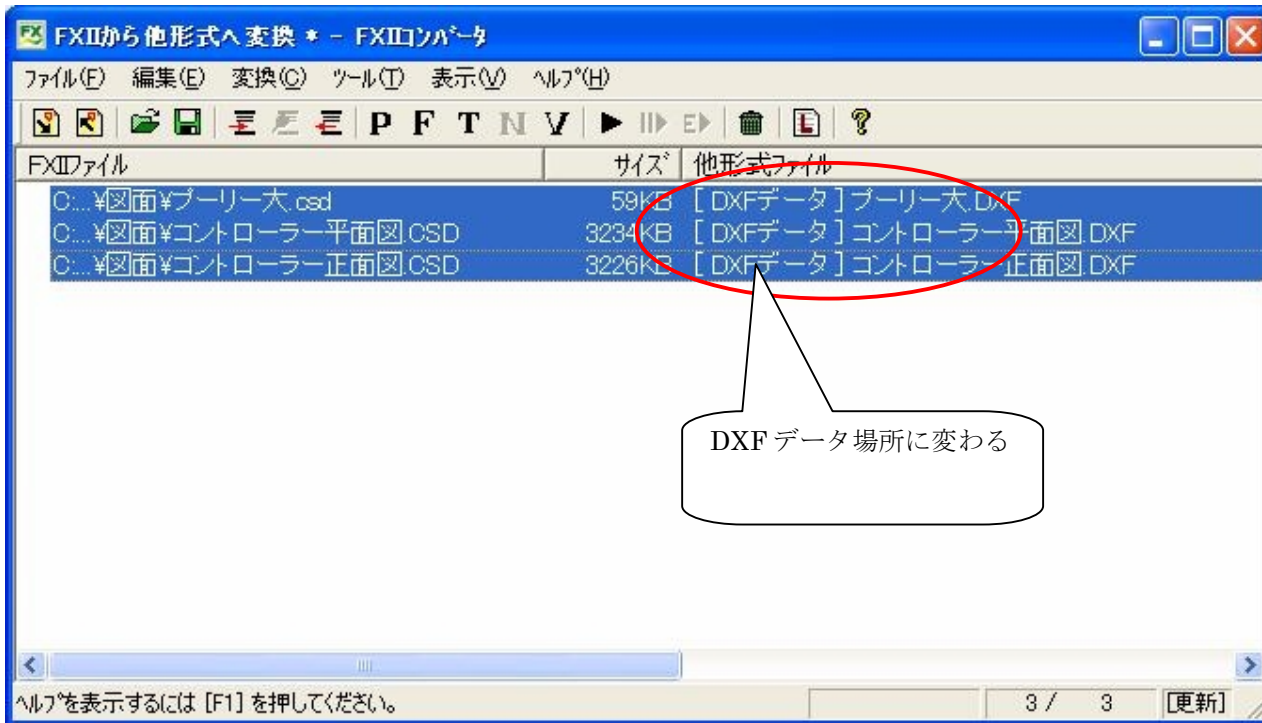 FXIIから他形式へ変換 * - FXIIコンバータ
ファイル(F) 編集(E) 変換(C) ツール(T) 表示(V) ヘルプ(H)
P F T N V E L ?
FXIIファイル サイズ 他形式ファイル
C:...¥図面¥プーリー大.csd 59KB [ DXFデータ ] プーリー大.DXF
C:...¥図面¥コントローラー平面図.CSD 3234KB [ DXFデータ ] コントローラー平面図.DXF
C:...¥図面¥コントローラー正面図.CSD 3226KB [ DXFデータ ] コントローラー正面図.DXF
DXF データ場所に変わる
ヘルプを表示するには [F1] を押してください。 3 / 3 [更新]